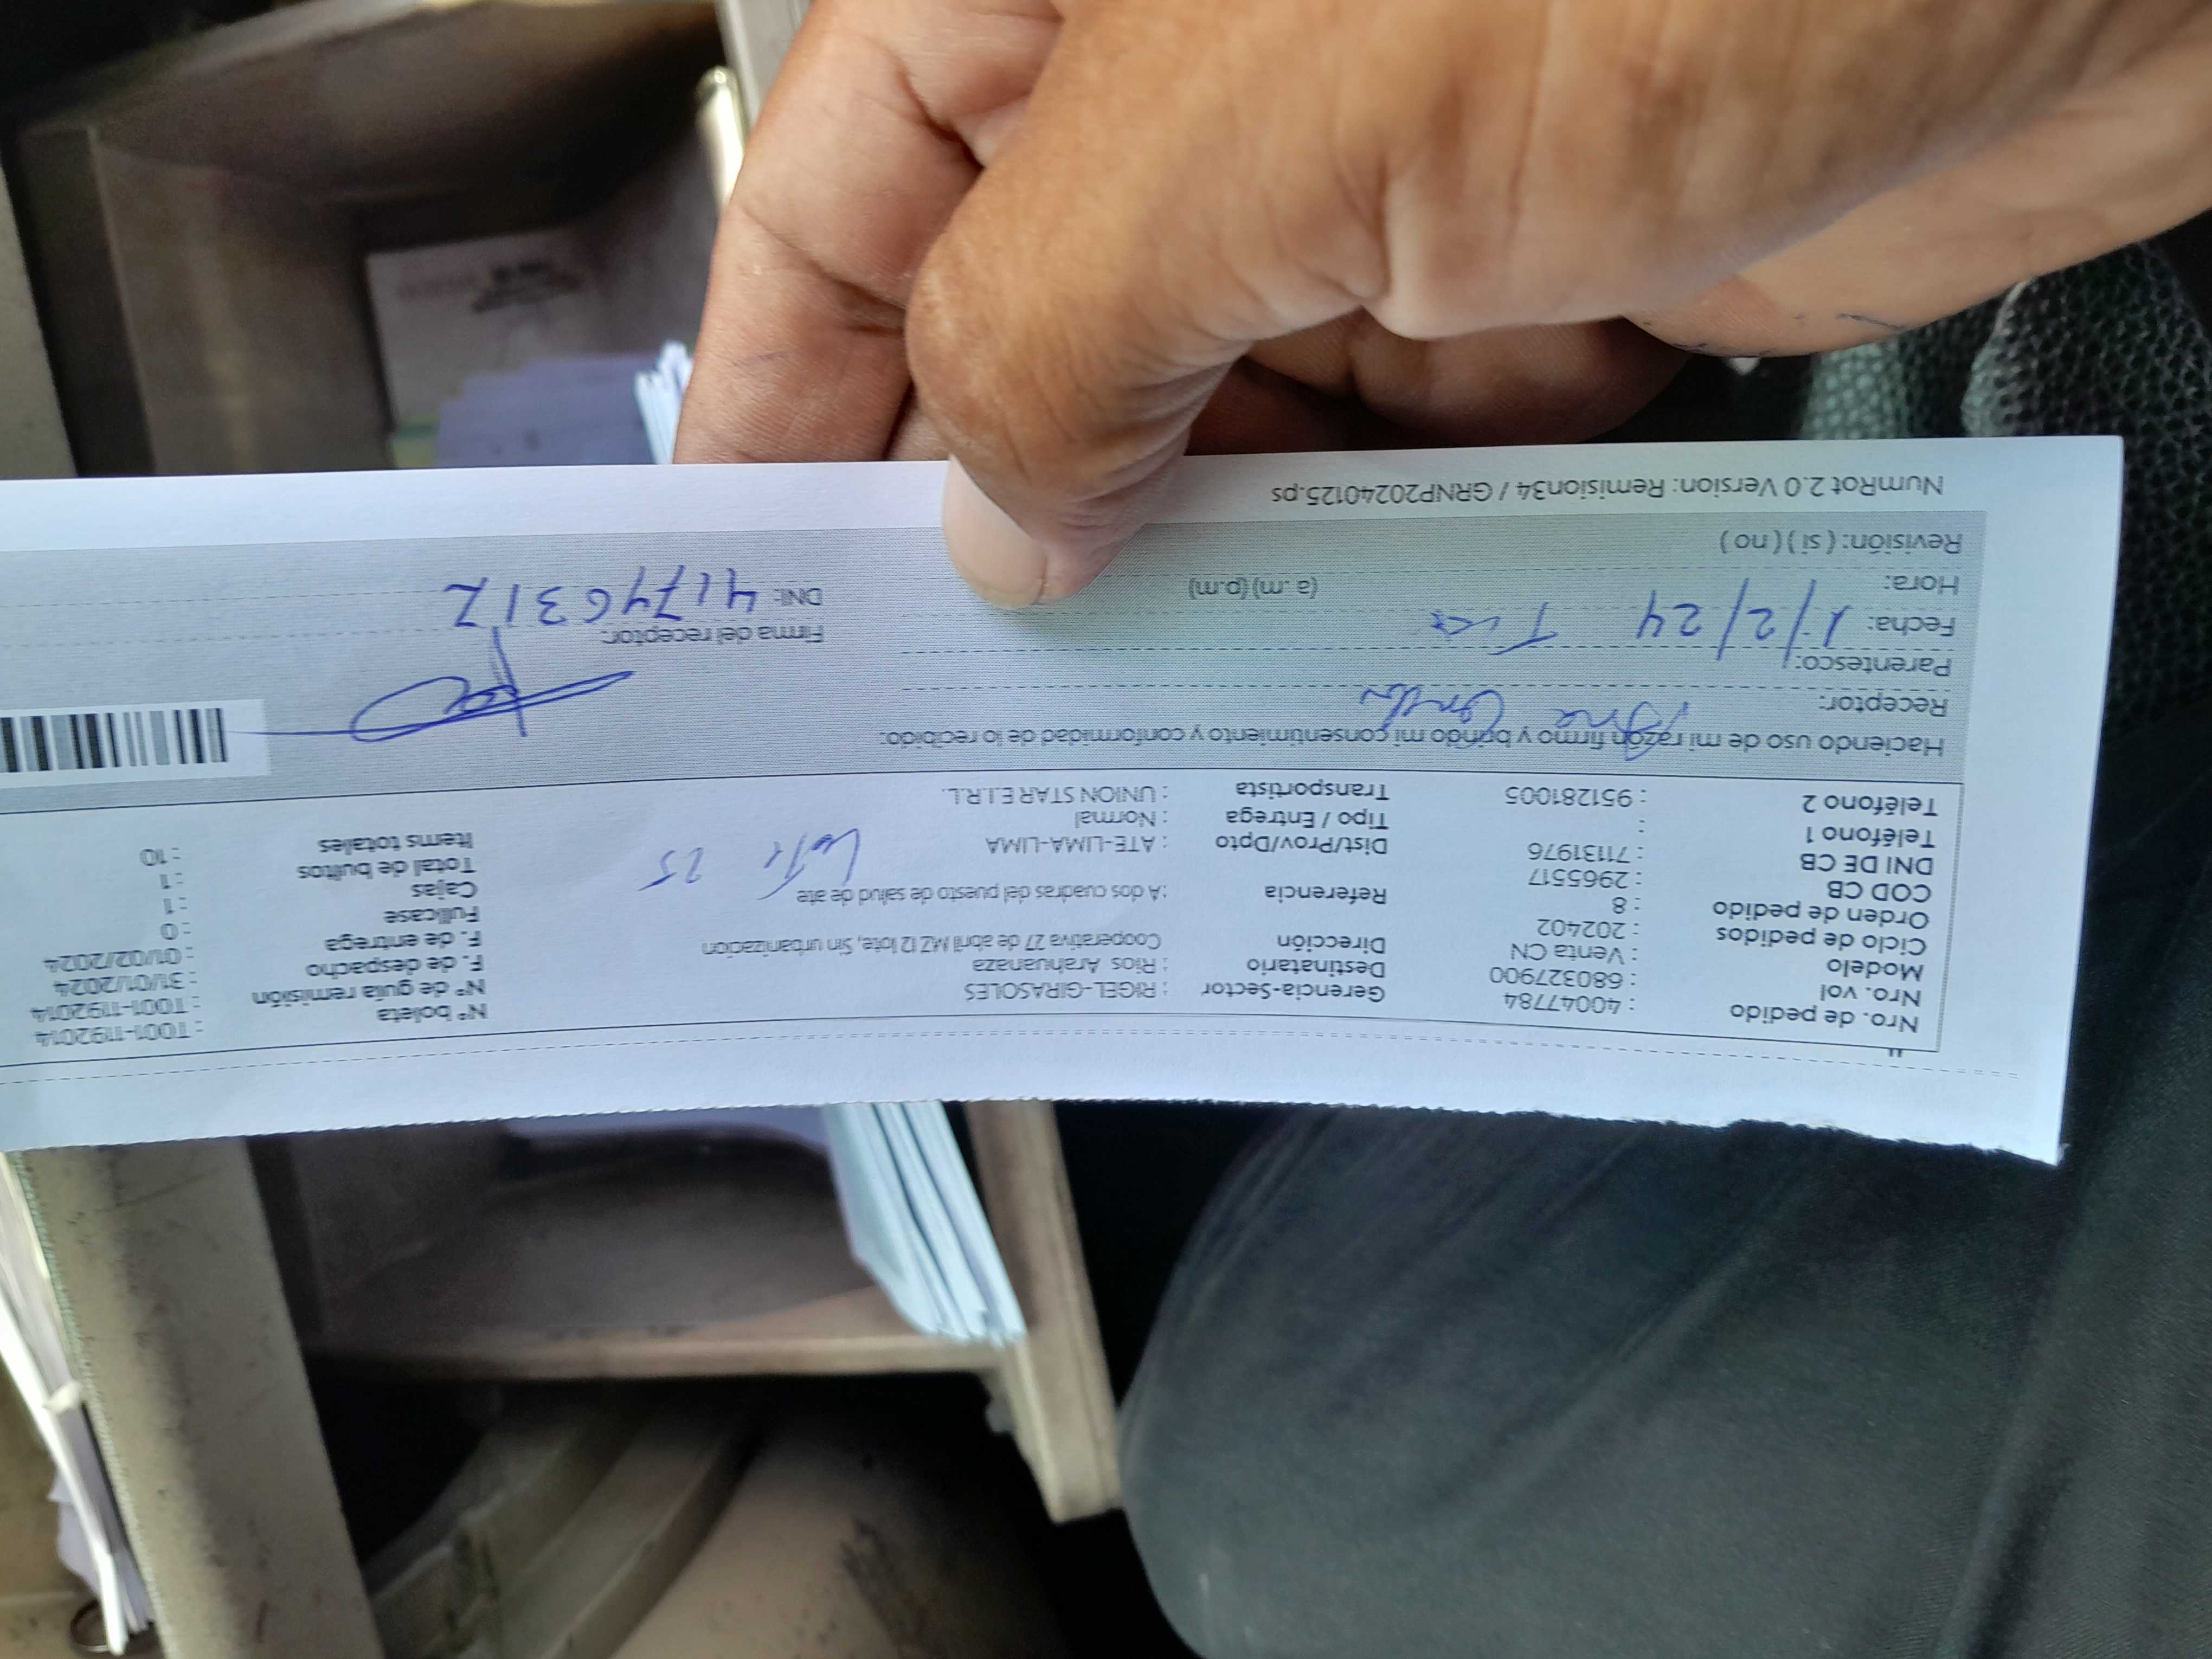 Nro. de pedido : 40047784 Gerencia-Sector : RIGEL-GIRASOLES N° boleta : T001-1192014
Nro. vol : 680327900 Destinatario : Rios Arahuanaza N° de guía remisión : T001-1192014
Modelo : Venta CN Dirección Cooperativa 27 de abril MZ I2 lote, Sin urbanizacion F. de despacho : 31/01/2024
Ciclo de pedidos : 202402 F. de entrega : 01/02/2024
Orden de pedido : 8 Referencia : A dos cuadras del puesto de salud de ate Fullcase : 0
COD CB : 2965517 Cajas : 1
DNI DE CB : 71131976 Dist/Prov/Dpto : ATE-LIMA-LIMA Lote 25 Total de bultos : 1
Teléfono 1 : Tipo / Entrega : Normal Items totales : 10
Teléfono 2 : 951281005 Transportista : UNION STAR E.I.R.L.
Haciendo uso de mi razón firmo y brindo mi consentimiento y conformidad de lo recibido:
Receptor:
Parentesco:
Fecha: 1/2/24 Firma del receptor:
Hora: (a .m) (p.m) DNI: 41746312
Revisión: ( si ) ( no )
NumRot 2.0 Version: Remision34 / GRNP20240125.ps